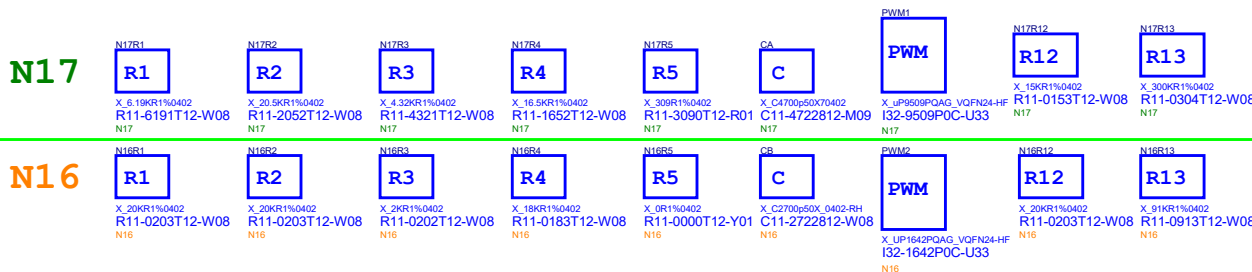 N17
N17R1
R1
X_6.19KR1%0402
R11-6191T12-W08
N17
N17R2
R2
X_20.5KR1%0402
R11-2052T12-W08
N17
N17R3
R3
X_4.32KR1%0402
R11-4321T12-W08
N17
N17R4
R4
X_16.5KR1%0402
R11-1652T12-W08
N17
N17R5
R5
X_309R1%0402
R11-3090T12-R01
N17
CA
C
X_C4700p50X70402
C11-4722812-M09
N17
PWM1
PWM
X_uP9509PQAG_VQFN24-HF
I32-9509P0C-U33
N17
N17R12
R12
X_15KR1%0402
R11-0153T12-W08
N17
N17R13
R13
X_300KR1%0402
R11-0304T12-W08
N17
N16
N16R1
R1
X_20KR1%0402
R11-0203T12-W08
N16
N16R2
R2
X_20KR1%0402
R11-0203T12-W08
N16
N16R3
R3
X_2KR1%0402
R11-0202T12-W08
N16
N16R4
R4
X_18KR1%0402
R11-0183T12-W08
N16
N16R5
R5
X_0R1%0402
R11-0000T12-Y01
N16
CB
C
X_C2700p50X_0402-RH
C11-2722812-W08
N16
PWM2
PWM
X_UP1642PQAG_VQFN24-HF
I32-1642P0C-U33
N16
N16R12
R12
X_20KR1%0402
R11-0203T12-W08
N16
N16R13
R13
X_91KR1%0402
R11-0913T12-W08
N16